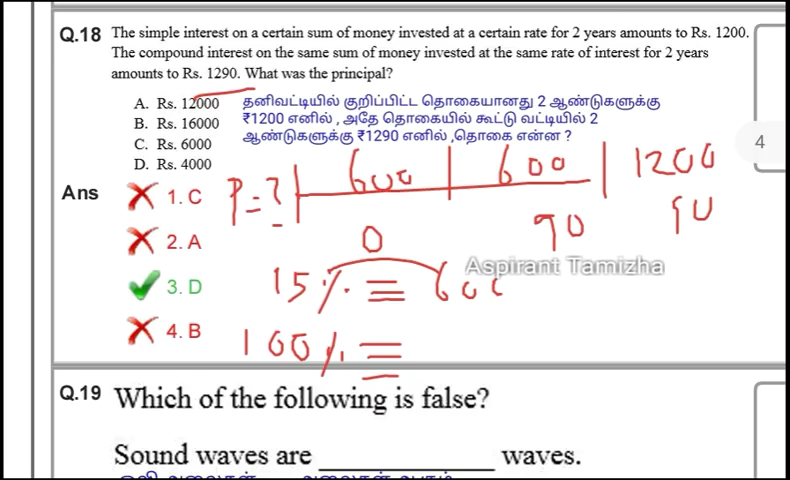 Q.18 The simple interest on a certain sum of money invested at a certain rate for 2 years amounts to Rs. 1200.
The compound interest on the same sum of money invested at the same rate of interest for 2 years
amounts to Rs. 1290. What was the principal?
A. Rs. 12000
B. Rs. 16000
C. Rs. 6000
D. Rs. 4000
தனிவட்டியில் குறிப்பிட்ட தொகையானது 2 ஆண்டுகளுக்கு
₹1200 எனில் , அதே தொகையில் கூட்டு வட்டியில் 2
ஆண்டுகளுக்கு ₹1290 எனில் ,தொகை என்ன ?
4
P=? 600 600 1200
0 90 90
Ans
1. C
2. A
3. D
4. B
15% ≡ 600
100% ≡
Aspirant Tamizha
Q.19 Which of the following is false?
Sound waves are ____________ waves.